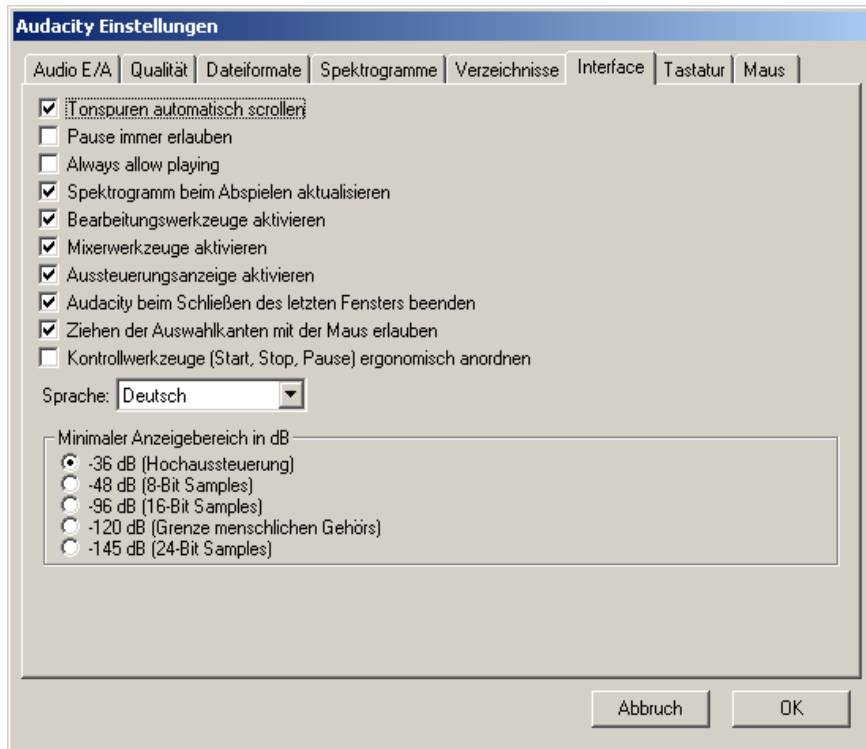 Audacity Einstellungen
Audio E/A Qualität Dateiformate Spektrogramme Verzeichnisse Interface Tastatur Maus
Tonspuren automatisch scrollen
Pause immer erlauben
Always allow playing
Spektrogramm beim Abspielen aktualisieren
Bearbeitungswerkzeuge aktivieren
Mixerwerkzeuge aktivieren
Aussteuerungsanzeige aktivieren
Audacity beim Schließen des letzten Fensters beenden
Ziehen der Auswahlkanten mit der Maus erlauben
Kontrollwerkzeuge (Start, Stop, Pause) ergonomisch anordnen
Sprache: Deutsch
Minimaler Anzeigebereich in dB
-36 dB (Hochaussteuerung)
-48 dB (8-Bit Samples)
-96 dB (16-Bit Samples)
-120 dB (Grenze menschlichen Gehörs)
-145 dB (24-Bit Samples)
Abbruch OK